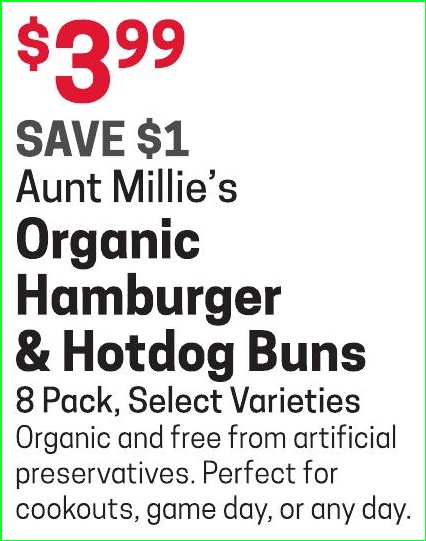 $3.99
SAVE $1
Aunt Millie's
Organic
Hamburger
& Hotdog Buns
8 Pack, Select Varieties
Organic and free from artificial
preservatives. Perfect for
cookouts, game day, or any day.